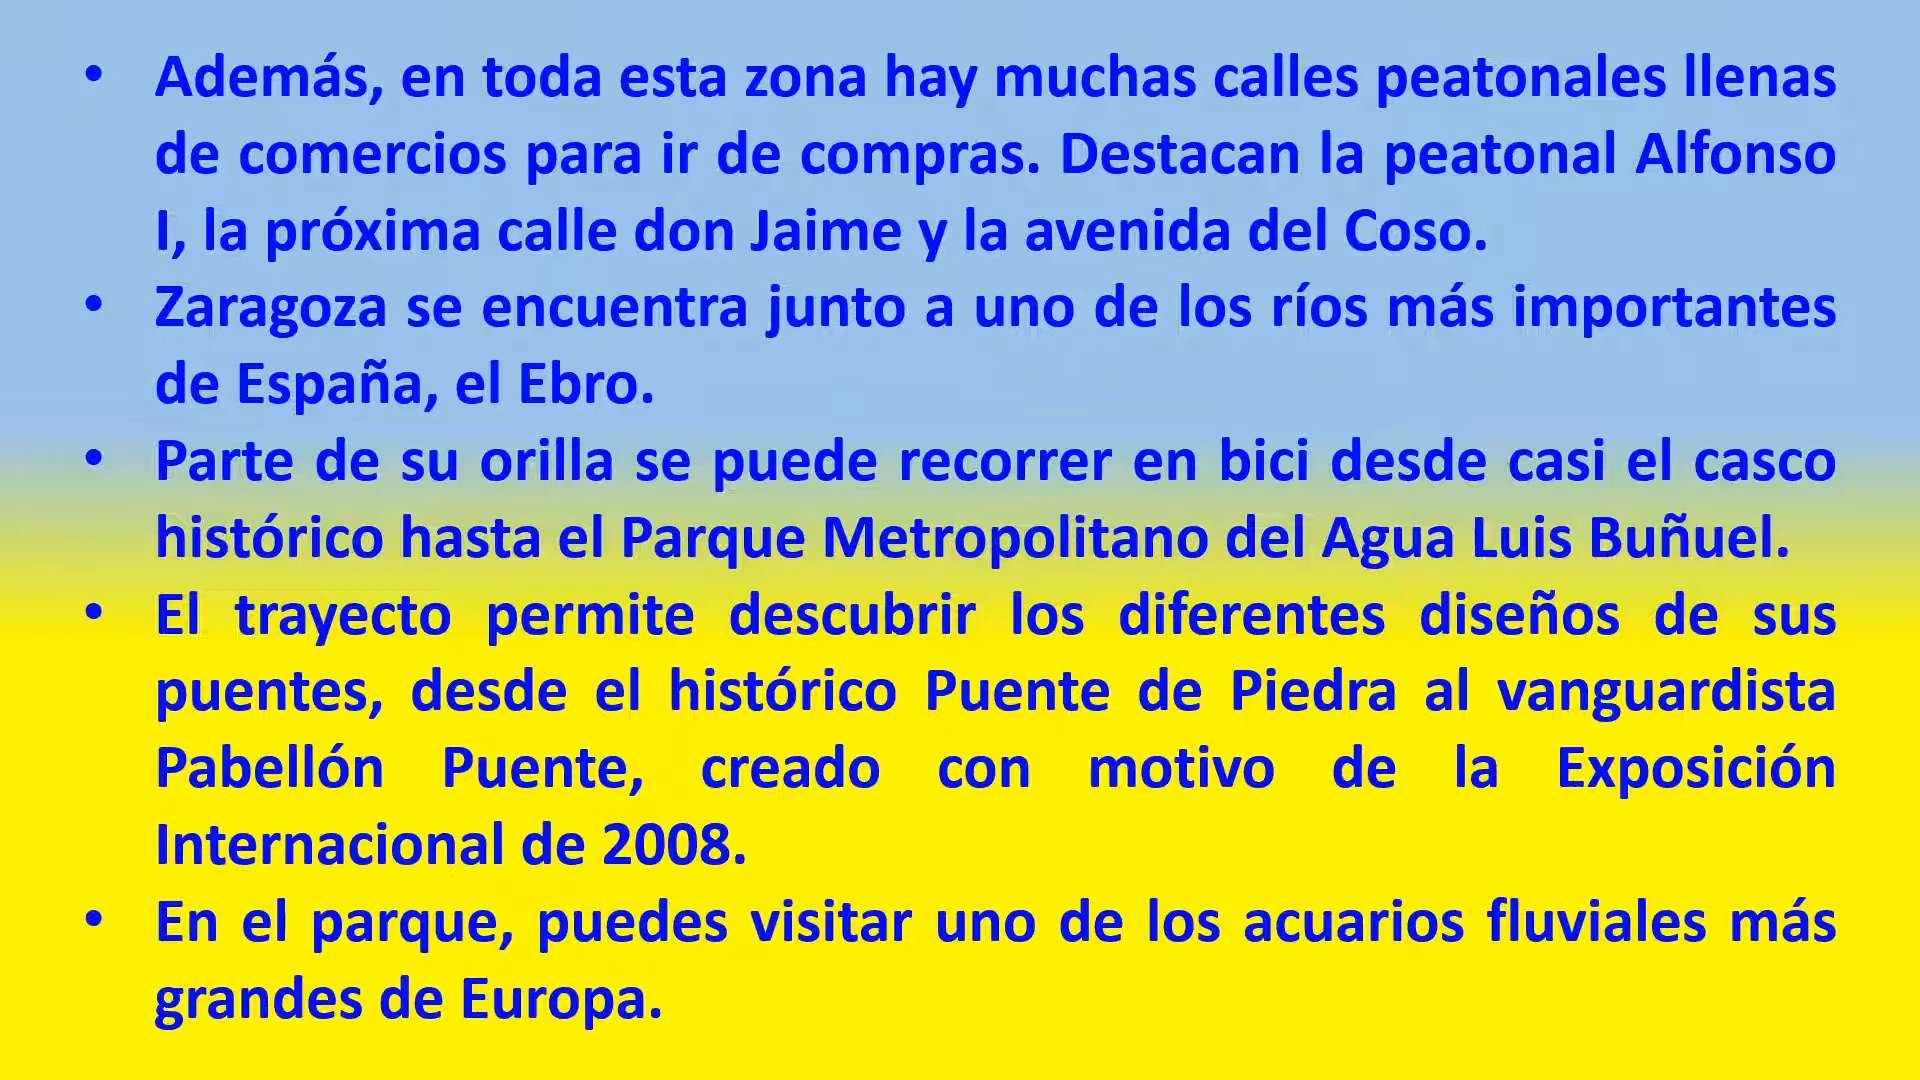 • Además, en toda esta zona hay muchas calles peatonales llenas
de comercios para ir de compras. Destacan la peatonal Alfonso
I, la próxima calle don Jaime y la avenida del Coso.
• Zaragoza se encuentra junto a uno de los ríos más importantes
de España, el Ebro.
• Parte de su orilla se puede recorrer en bici desde casi el casco
histórico hasta el Parque Metropolitano del Agua Luis Buñuel.
• El trayecto permite descubrir los diferentes diseños de sus
puentes, desde el histórico Puente de Piedra al vanguardista
Pabellón Puente, creado con motivo de la Exposición
Internacional de 2008.
• En el parque, puedes visitar uno de los acuarios fluviales más
grandes de Europa.